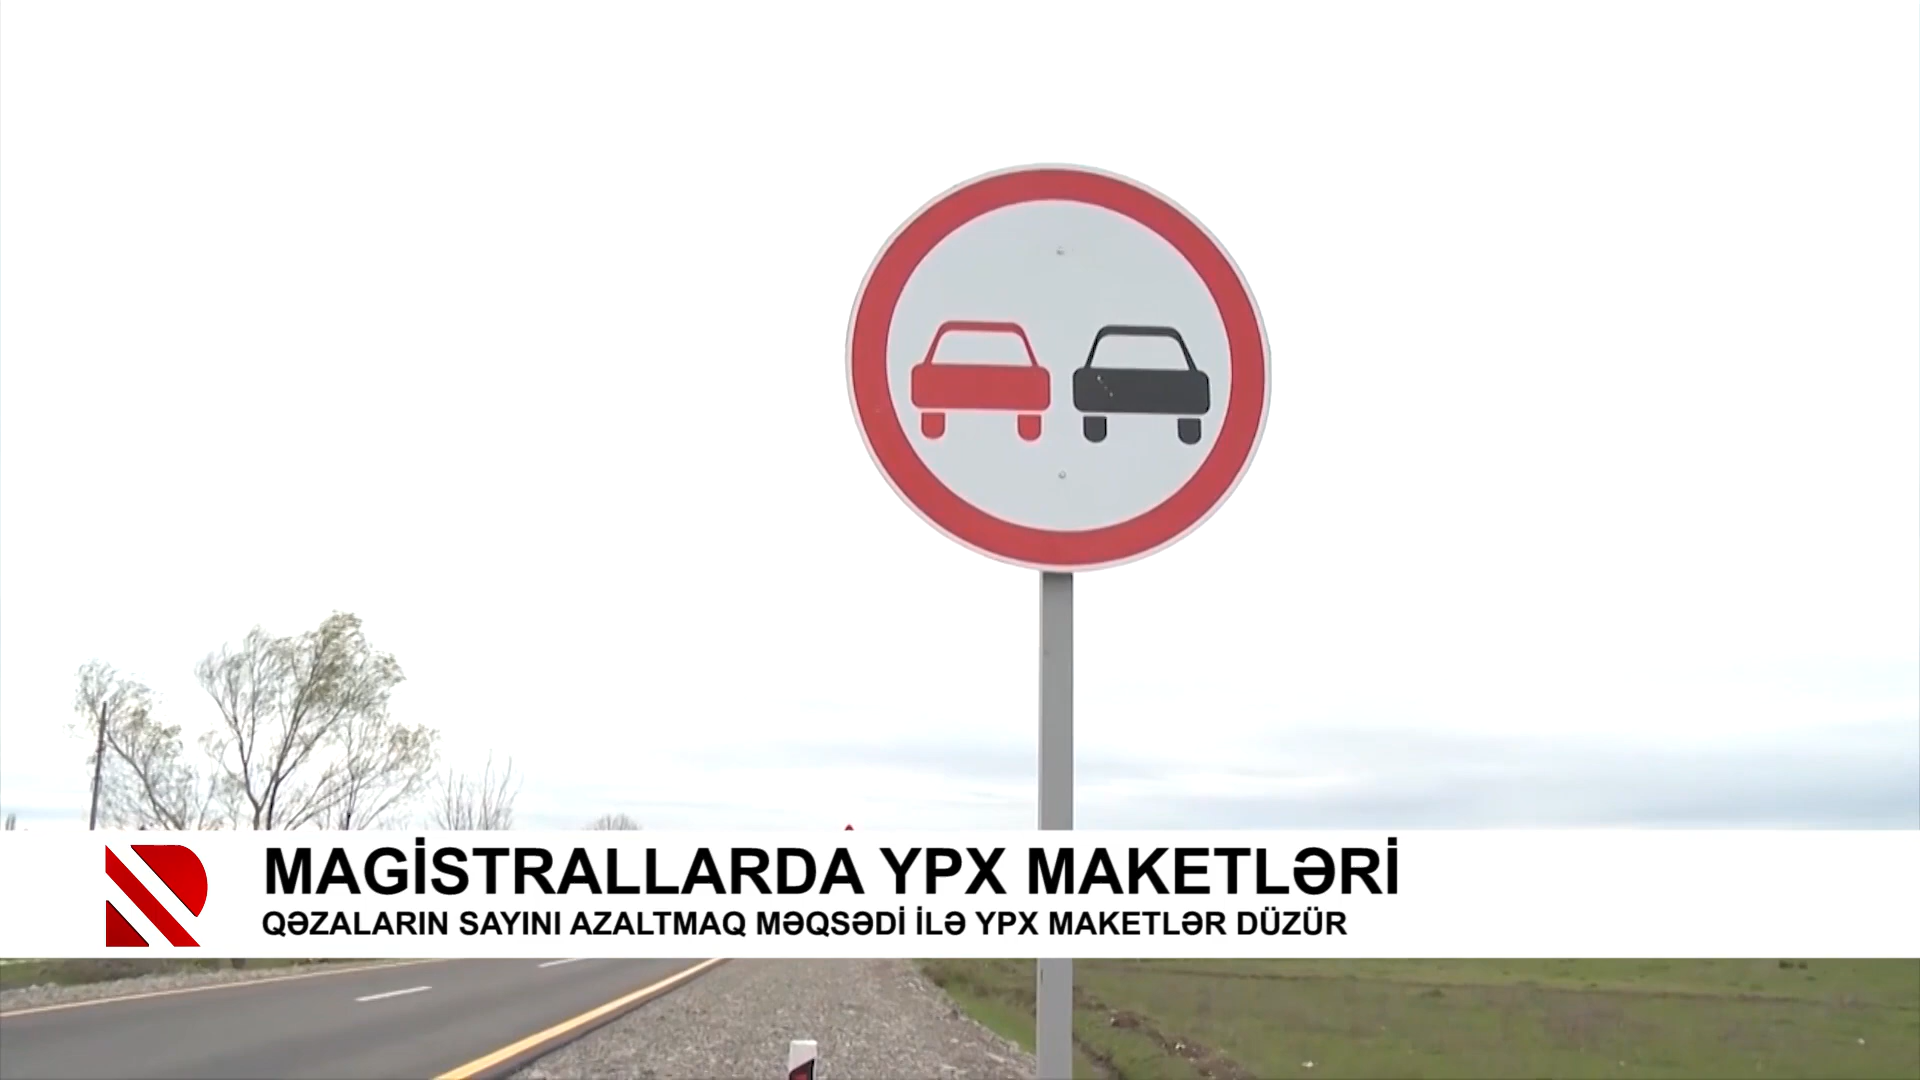 MAGİSTRALLARDA YPX MAKETLƏRİ
QƏZALARIN SAYINI AZALTMAQ MƏQSƏDİ İLƏ YPX MAKETLƏR DÜZÜR